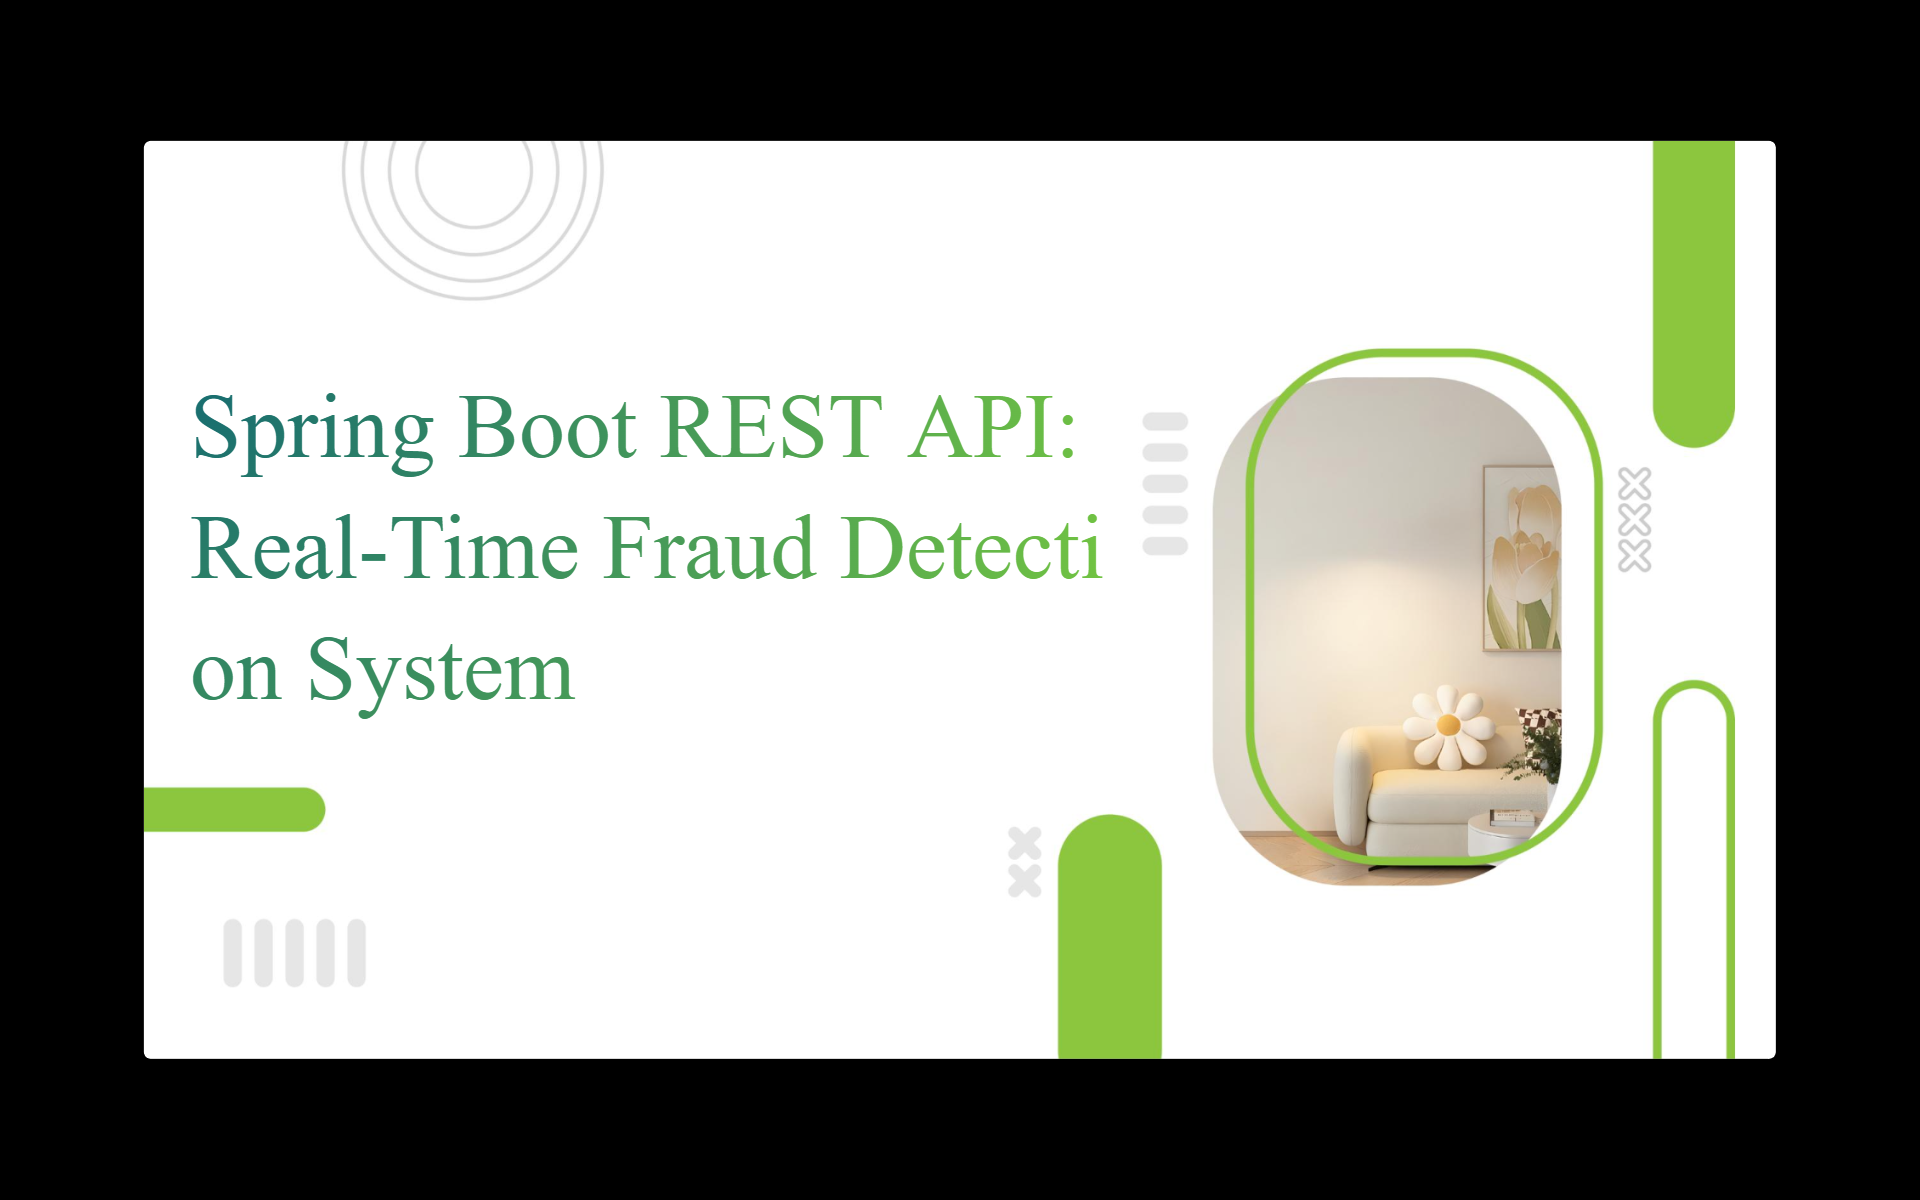 Spring Boot REST API:
Real-Time Fraud Detecti
on System